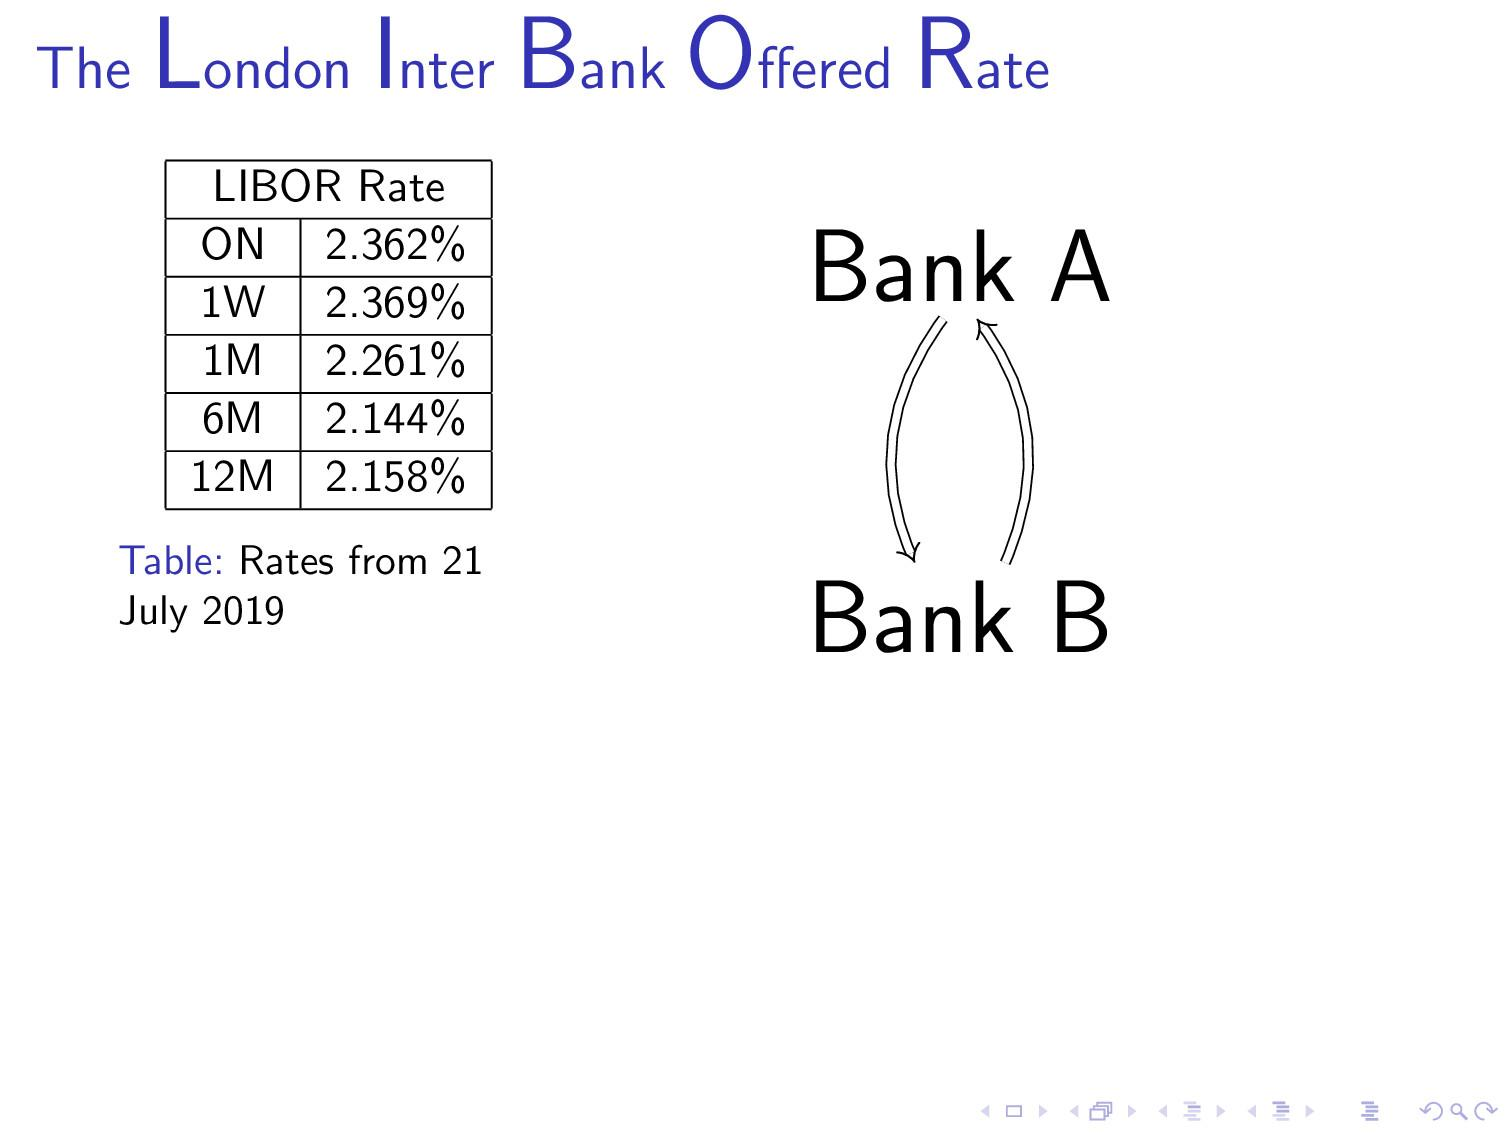 The London Inter Bank Offered Rate
LIBOR Rate
ON 2.362%
1W 2.369%
1M 2.261%
6M 2.144%
12M 2.158%
Table: Rates from 21
July 2019
Bank A
Bank B